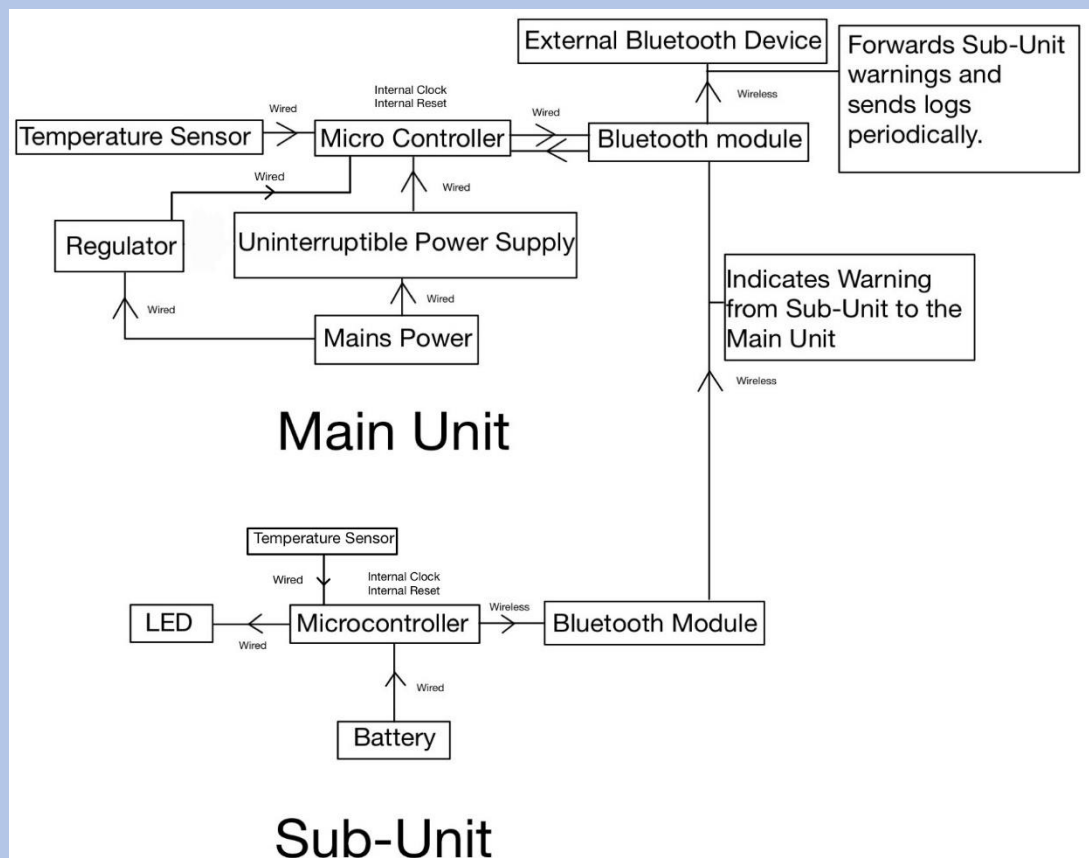 External Bluetooth Device
Forwards Sub-Unit
warnings and
sends logs
periodically.
Wireless
Internal Clock
Internal Reset
Wired
Wired
Temperature Sensor
Micro Controller
Bluetooth module
Wired
Wired
Regulator
Uninterruptible Power Supply
Indicates Warning
from Sub-Unit to the
Main Unit
Wired
Wired
Mains Power
Wireless
Main Unit
Temperature Sensor
Wired
Internal Clock
Internal Reset
Wireless
LED
Microcontroller
Bluetooth Module
Wired
Wired
Battery
Sub-Unit